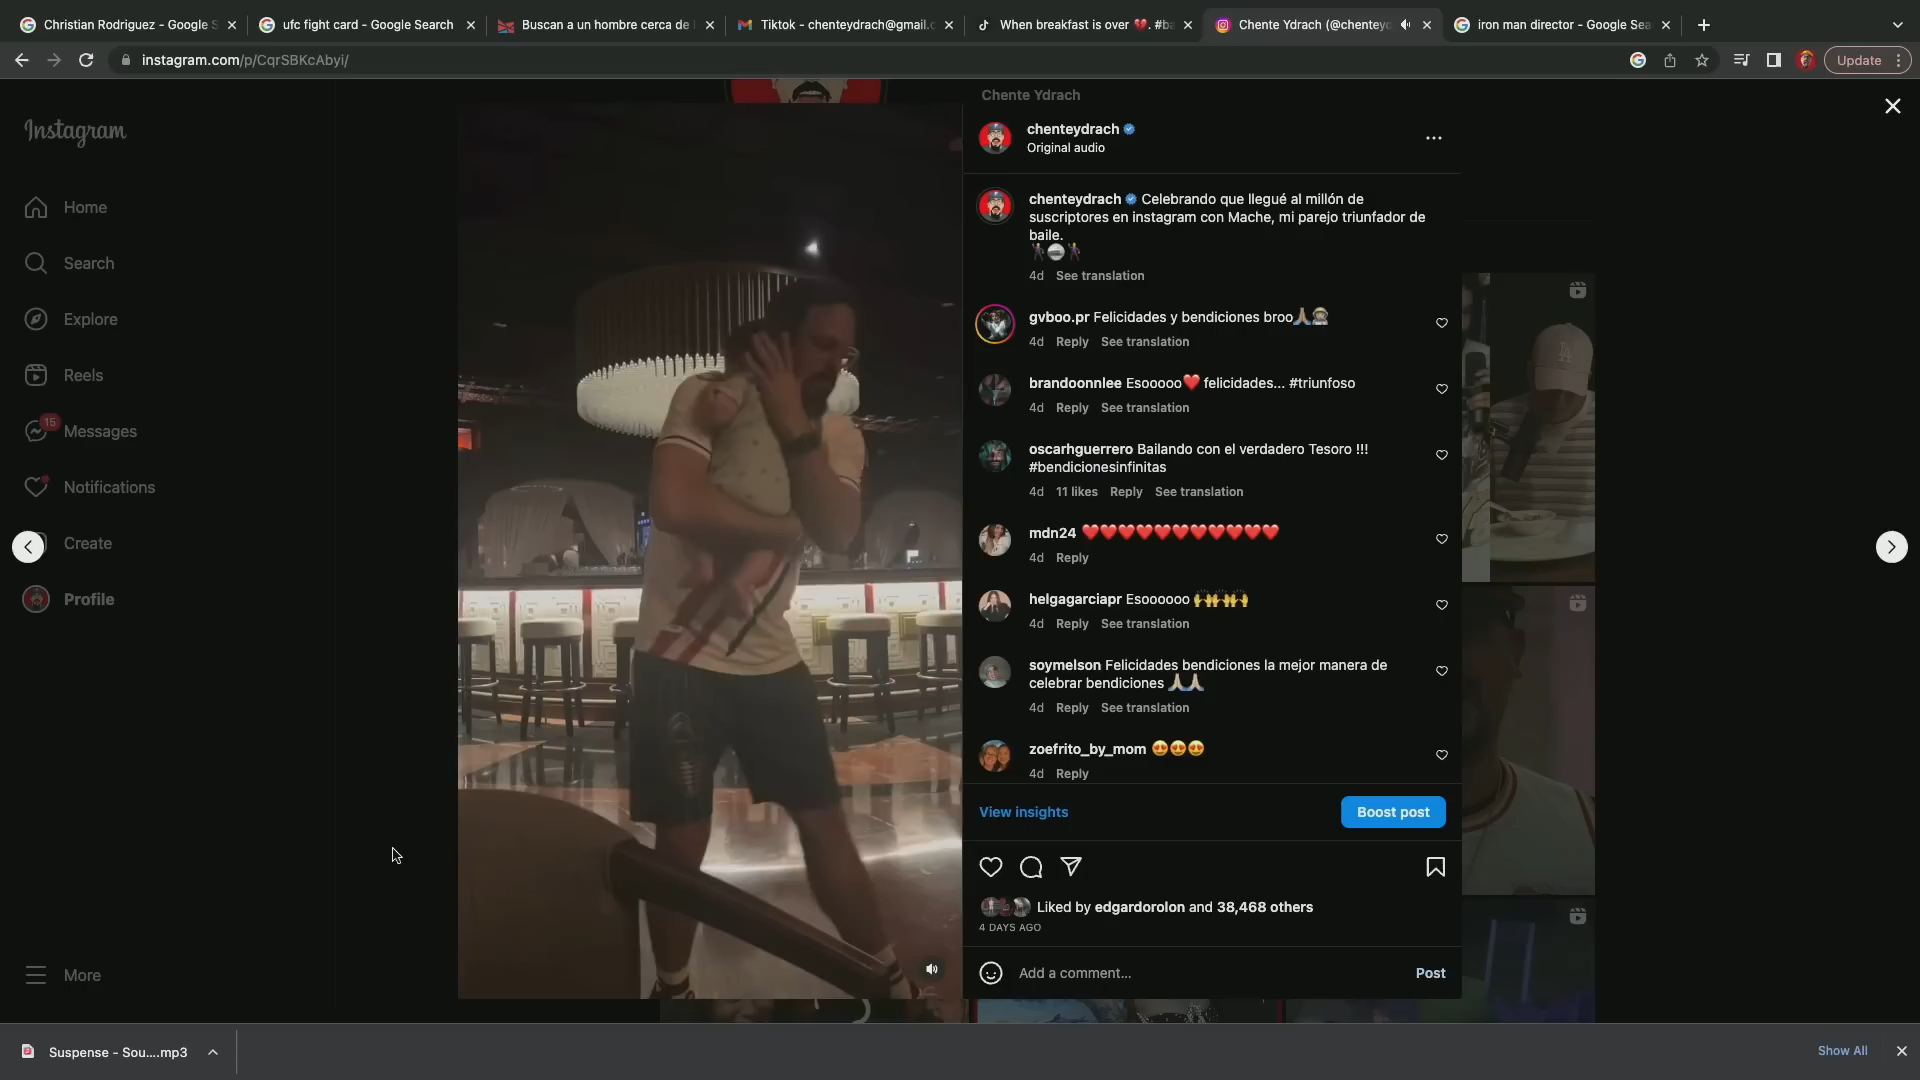 Christian Rodriguez - Google S
ufc fight card - Google Search
Buscan a un hombre cerca de
Tiktok - chenteydrach@gmail.c
When breakfast is over 💔. #ba
Chente Ydrach (@chentey
iron man director - Google Sea
instagram.com/p/CqrSBKcAbyi/
Update
Instagram
Home
Search
Explore
Reels
15
Messages
Notifications
Create
Profile
More
Chente Ydrach
chenteydrach
Original audio
chenteydrach Celebrando que llegué al millón de
suscriptores en instagram con Mache, mi parejo triunfador de
baile.
4d See translation
gvboo.pr Felicidades y bendiciones broo
4d Reply See translation
brandoonnlee Esooooo❤️ felicidades... #triunfoso
4d Reply See translation
oscarhguerrero Bailando con el verdadero Tesoro !!!
#bendicionesinfinitas
4d 11 likes Reply See translation
mdn24 ❤️❤️❤️❤️❤️❤️❤️❤️❤️❤️❤️
4d Reply
helgagarciapr Esoooooo 🙌🙌🙌
4d Reply See translation
soymelson Felicidades bendiciones la mejor manera de
celebrar bendiciones 🙏🙏
4d Reply See translation
zoefrito_by_mom 😍😍😍
4d Reply
View insights
Boost post
Liked by edgardorolon and 38,468 others
4 DAYS AGO
Add a comment...
Post
LA
Suspense - Sou....mp3
Show All